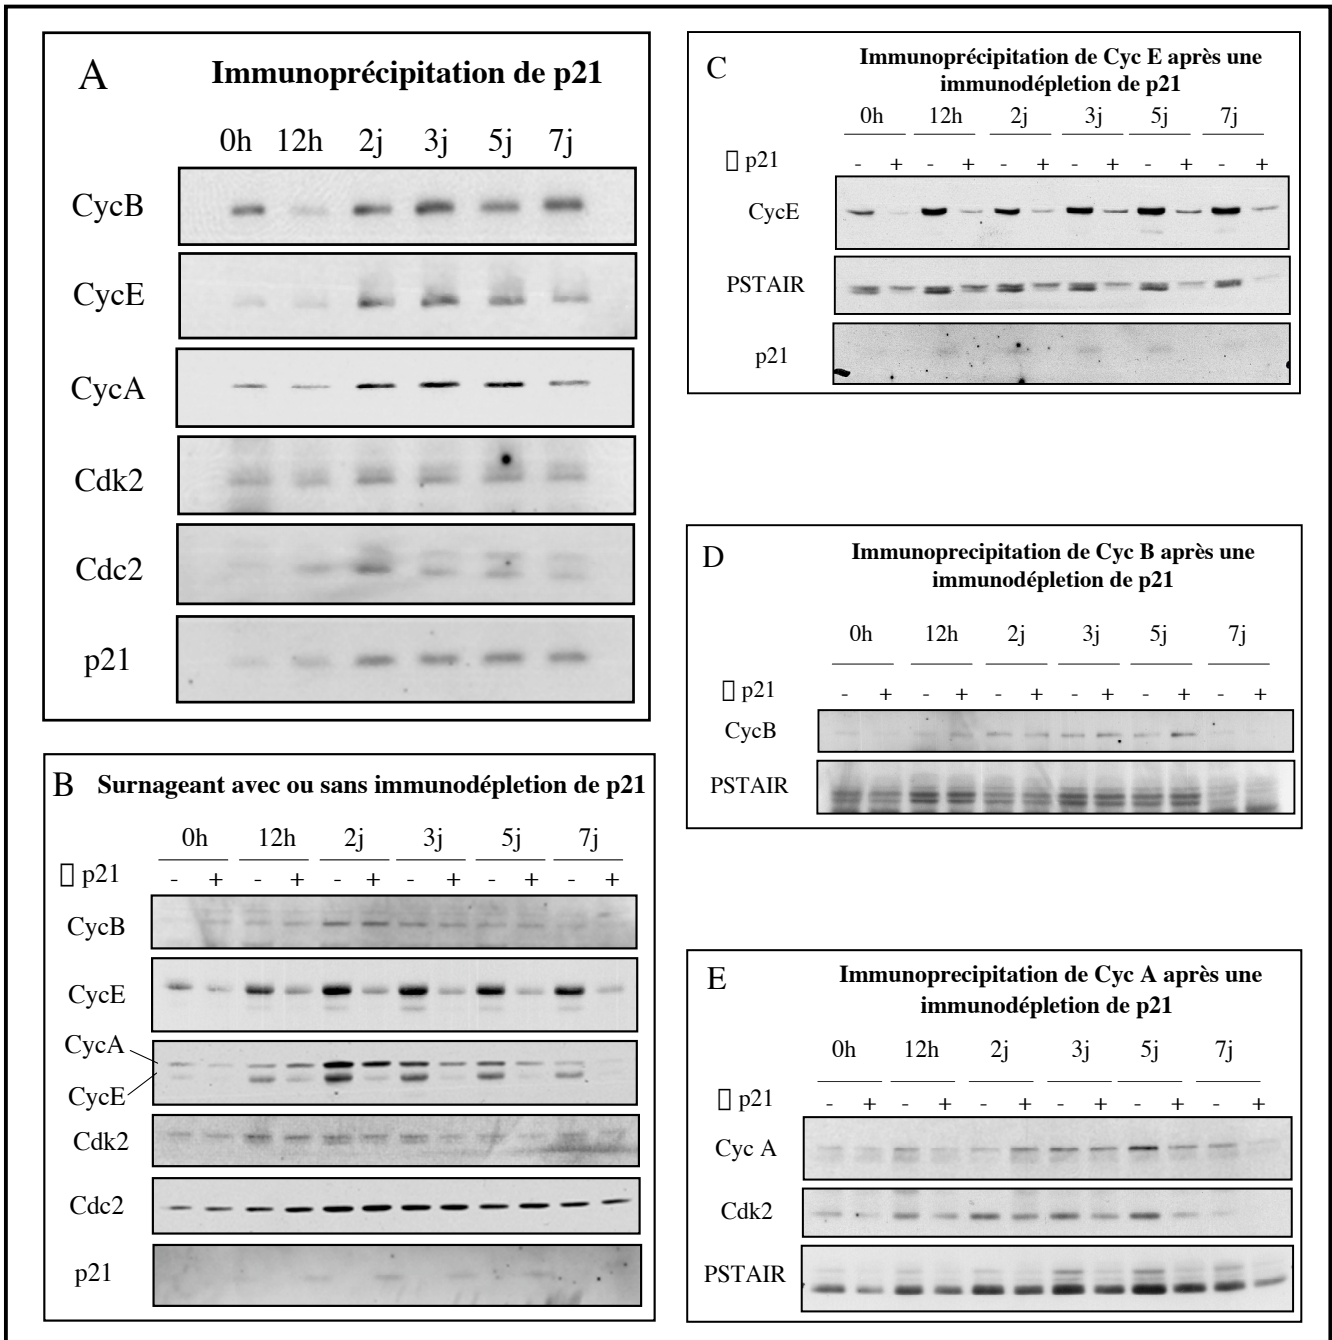 A Immunoprécipitation de p21
0h 12h 2j 3j 5j 7j
CycB
CycE
CycA
Cdk2
Cdc2
p21
B Surnageant avec ou sans immunodépletion de p21
0h 12h 2j 3j 5j 7j
▯ p21 - + - + - + - + - + - +
CycB
CycE
CycA
CycE
Cdk2
Cdc2
p21
C Immunoprécipitation de Cyc E après une
immunodépletion de p21
0h 12h 2j 3j 5j 7j
▯ p21 - + - + - + - + - + - +
CycE
PSTAIR
p21
D Immunoprecipitation de Cyc B après une
immunodépletion de p21
0h 12h 2j 3j 5j 7j
▯ p21 - + - + - + - + - + - +
CycB
PSTAIR
E Immunoprecipitation de Cyc A après une
immunodépletion de p21
0h 12h 2j 3j 5j 7j
▯ p21 - + - + - + - + - + - +
Cyc A
Cdk2
PSTAIR